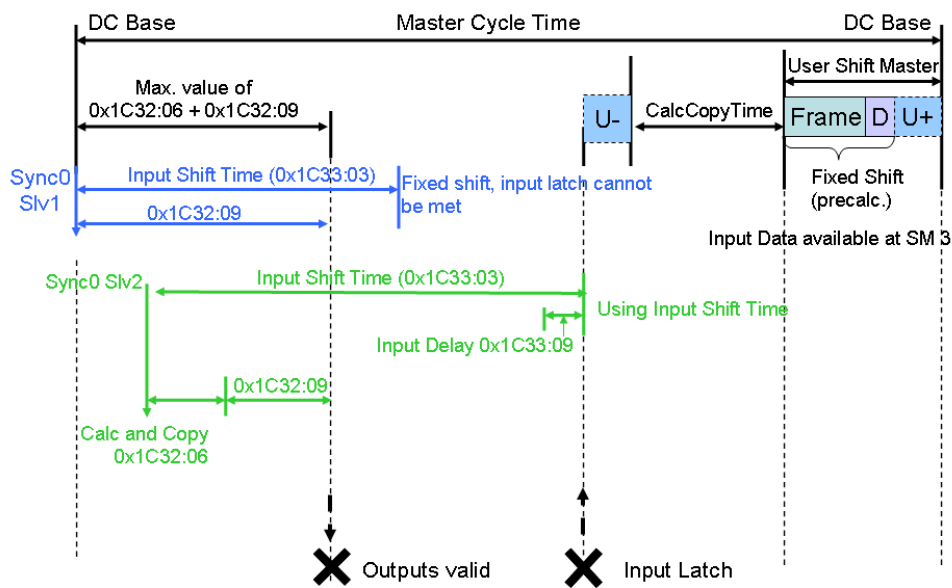 DC Base
Master Cycle Time
DC Base
User Shift Master
Max. value of
0x1C32:06 + 0x1C32:09
U-
CalcCopyTime
Frame
D
U+
Sync0
Slv1
Input Shift Time (0x1C33:03)
Fixed shift, input latch cannot
be met
0x1C32:09
Fixed Shift
(precalc.)
Input Data available at SM 3
Sync0 Slv2
Input Shift Time (0x1C33:03)
Using Input Shift Time
Input Delay 0x1C33:09
0x1C32:09
Calc and Copy
0x1C32:06
Outputs valid
Input Latch